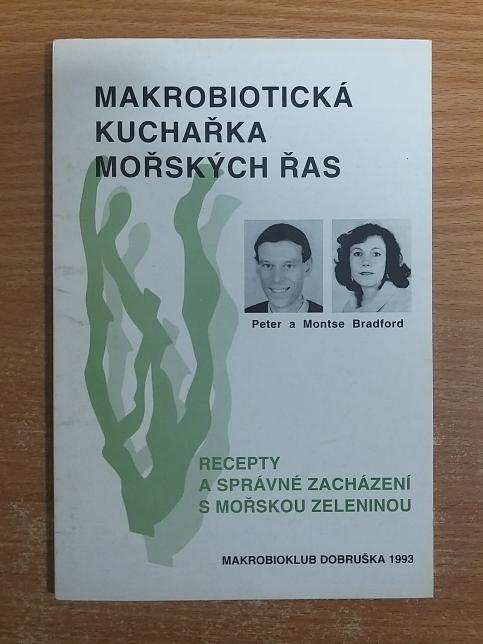 MAKROBIOTICKÁ
KUCHAŘKA
MOŘSKÝCH ŘAS
Peter a Montse Bradford
RECEPTY
A SPRÁVNÉ ZACHÁZENÍ
S MOŘSKOU ZELENINOU
MAKROBIOKLUB DOBRUŠKA 1993